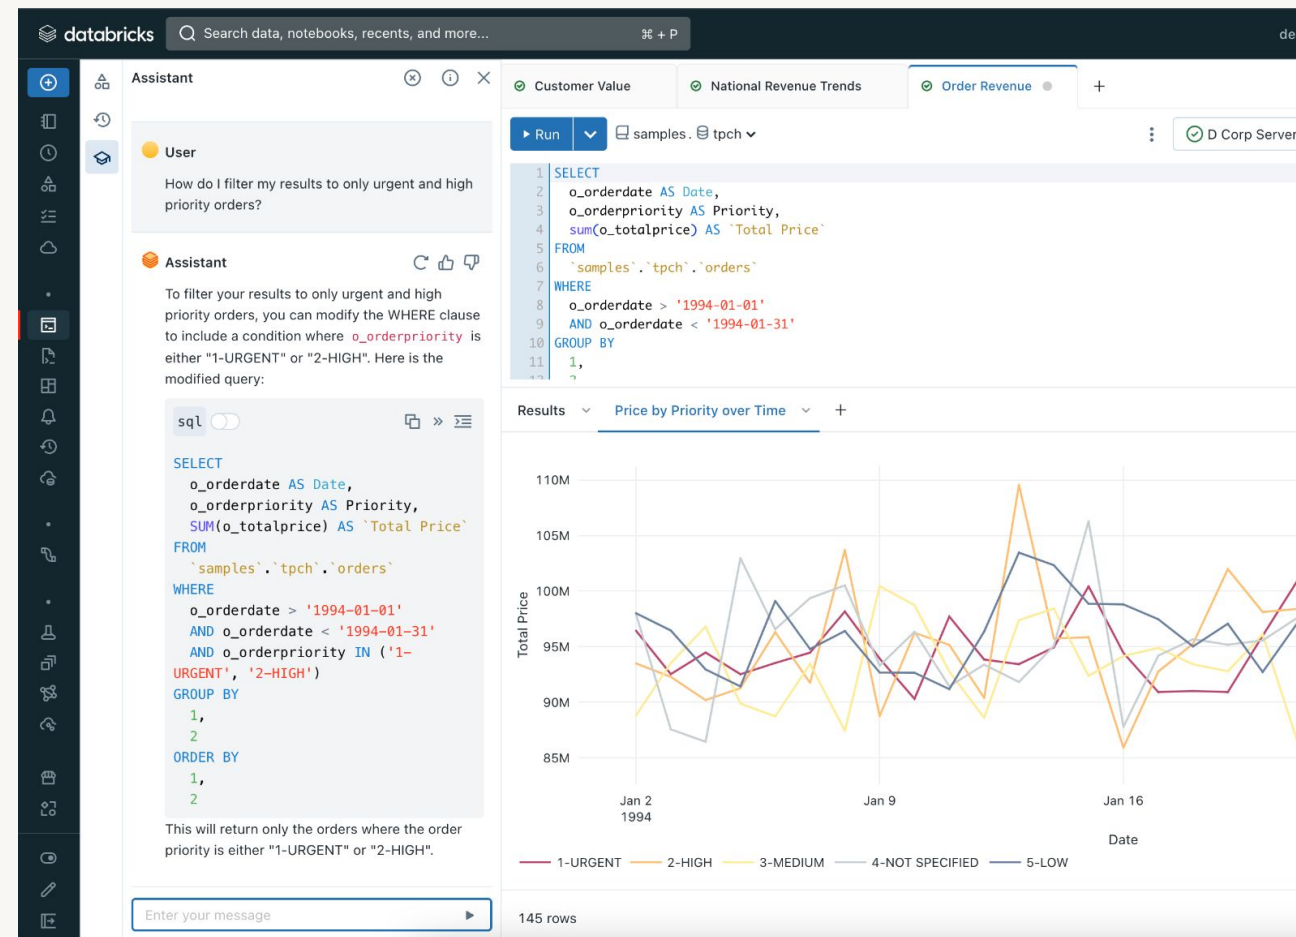 databricks
Search data, notebooks, recents, and more...
⌘ + P
Assistant
User
How do I filter my results to only urgent and high
priority orders?
Assistant
To filter your results to only urgent and high
priority orders, you can modify the WHERE clause
to include a condition where o_orderpriority is
either "1-URGENT" or "2-HIGH". Here is the
modified query:
sql
SELECT
o_orderdate AS Date,
o_orderpriority AS Priority,
SUM(o_totalprice) AS `Total Price`
FROM
`samples`.`tpch`.`orders`
WHERE
o_orderdate > '1994-01-01'
AND o_orderdate < '1994-01-31'
AND o_orderpriority IN ('1-
URGENT', '2-HIGH')
GROUP BY
1,
2
ORDER BY
1,
2
This will return only the orders where the order
priority is either "1-URGENT" or "2-HIGH".
Enter your message
Customer Value
National Revenue Trends
Order Revenue
+
Run
samples. tpch
D Corp Server
1 SELECT
2 o_orderdate AS Date,
3 o_orderpriority AS Priority,
4 sum(o_totalprice) AS `Total Price`
5 FROM
6 `samples`.`tpch`.`orders`
7 WHERE
8 o_orderdate > '1994-01-01'
9 AND o_orderdate < '1994-01-31'
10 GROUP BY
11 1,
Results
Price by Priority over Time
+
110M
105M
100M
95M
90M
85M
Total Price
Jan 2
1994
Jan 9
Jan 16
Date
1-URGENT
2-HIGH
3-MEDIUM
4-NOT SPECIFIED
5-LOW
145 rows